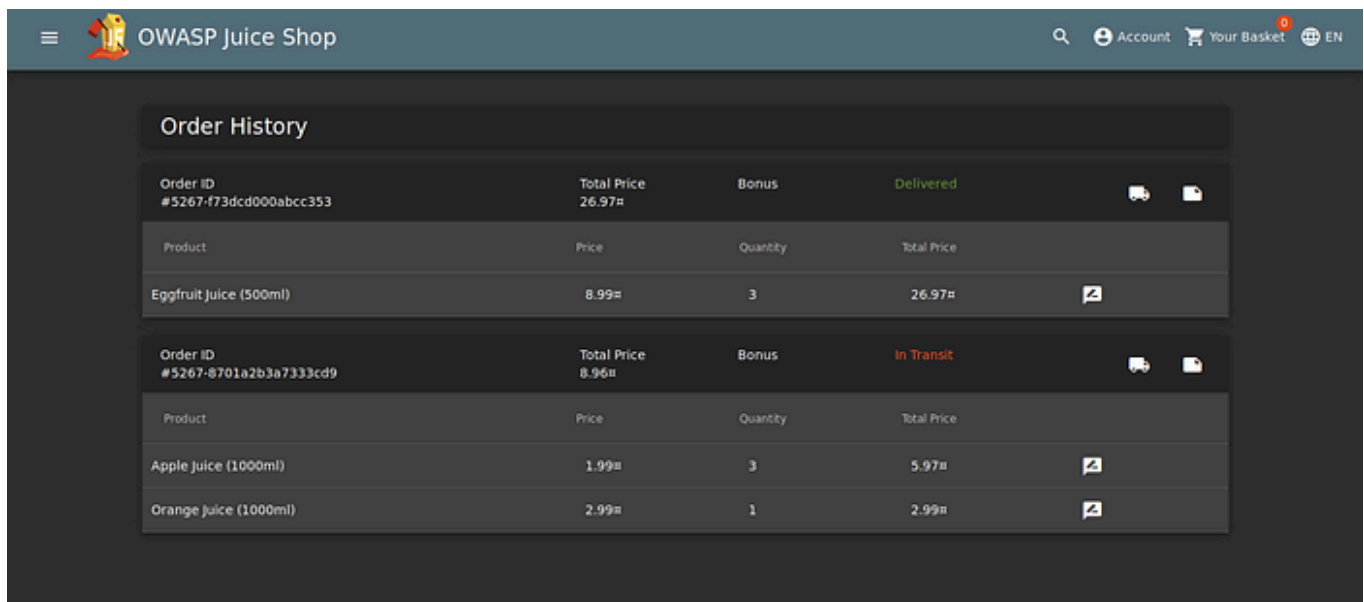 OWASP Juice Shop Account 0 Your Basket EN
Order History
Order ID Total Price Bonus Delivered
#5267-f73dcd000abcc353 26.97¤
Product Price Quantity Total Price
Eggfruit Juice (500ml) 8.99¤ 3 26.97¤
Order ID Total Price Bonus In Transit
#5267-8701a2b3a7333cd9 8.96¤
Product Price Quantity Total Price
Apple Juice (1000ml) 1.99¤ 3 5.97¤
Orange Juice (1000ml) 2.99¤ 1 2.99¤